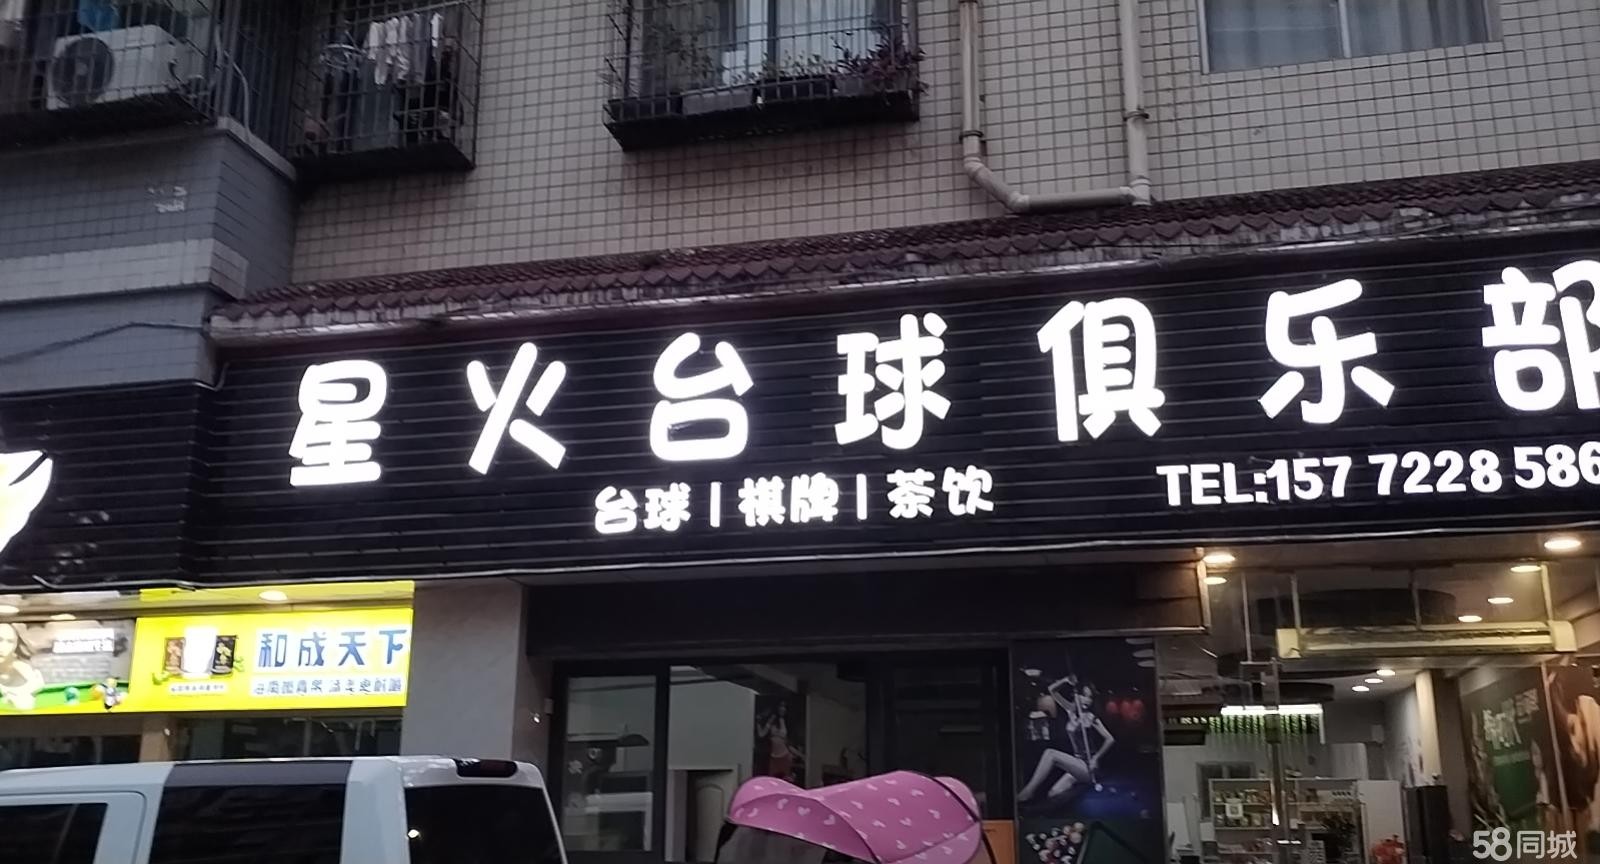 星火台球俱乐部
台球 | 棋牌 | 茶饮
TEL:157 7228 586
和成天下
58同城